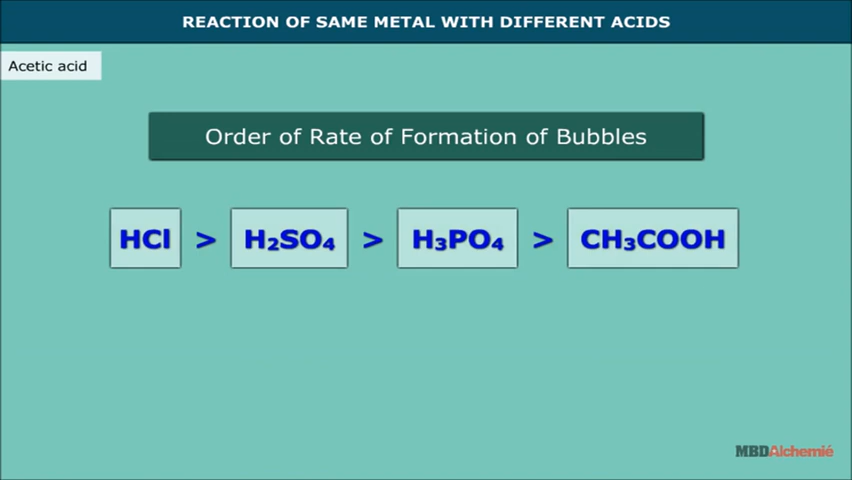 REACTION OF SAME METAL WITH DIFFERENT ACIDS
Acetic acid
Order of Rate of Formation of Bubbles
HCl > H₂SO₄ > H₃PO₄ > CH₃COOH
MBDAlchemié